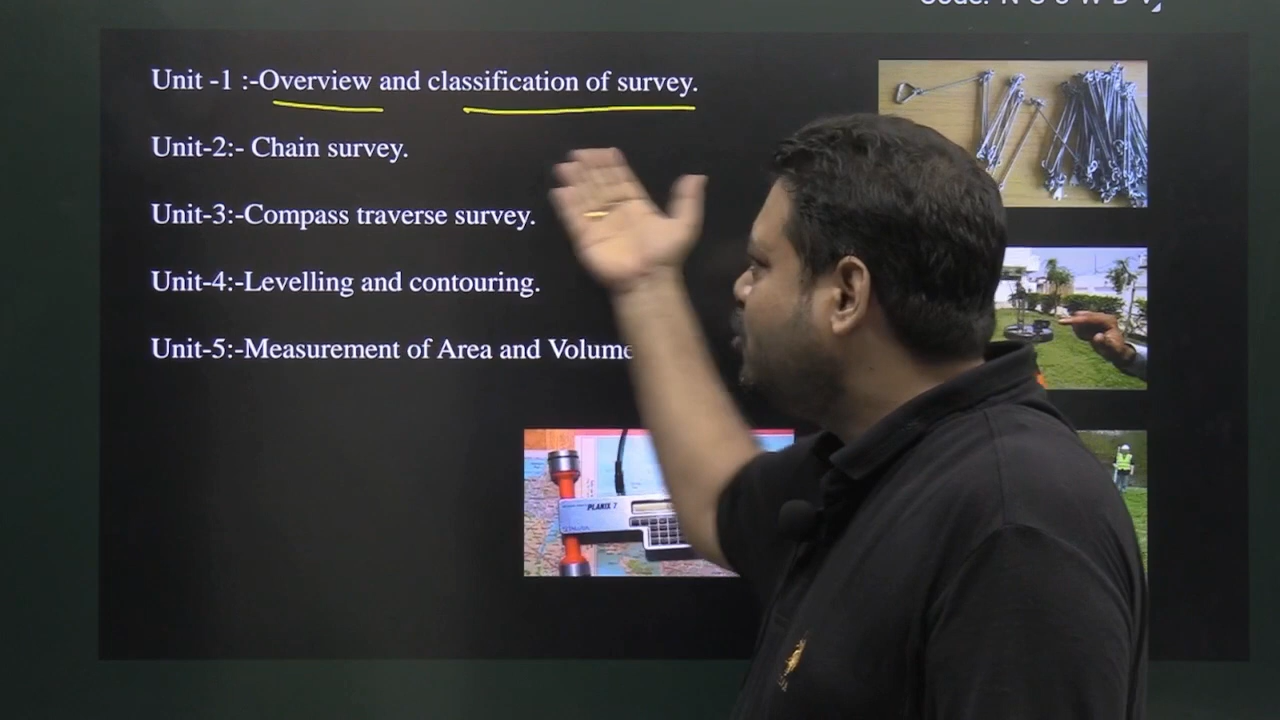 Unit -1 :-Overview and classification of survey.
Unit-2:- Chain survey.
Unit-3:-Compass traverse survey.
Unit-4:-Levelling and contouring.
Unit-5:-Measurement of Area and Volume
PLANIX 7